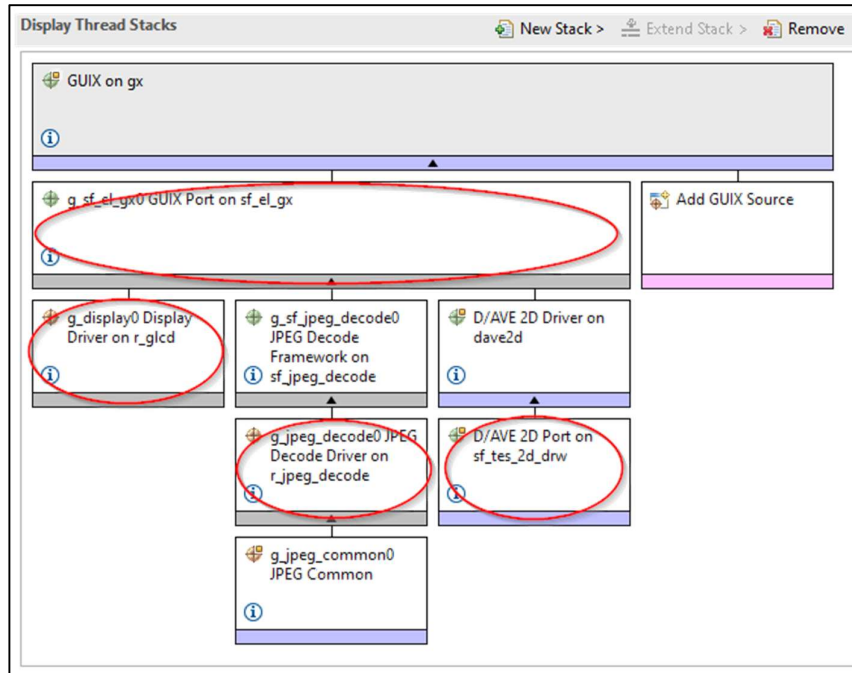 Display Thread Stacks
New Stack > Extend Stack > Remove
GUIX on gx
g_sf_el_gx0 GUIX Port on sf_el_gx
Add GUIX Source
g_display0 Display
Driver on r_glcd
g_sf_jpeg_decode0
JPEG Decode
Framework on
sf_jpeg_decode
D/AVE 2D Driver on
dave2d
g_jpeg_decode0 JPEG
Decode Driver on
r_jpeg_decode
D/AVE 2D Port on
sf_tes_2d_drw
g_jpeg_common0
JPEG Common